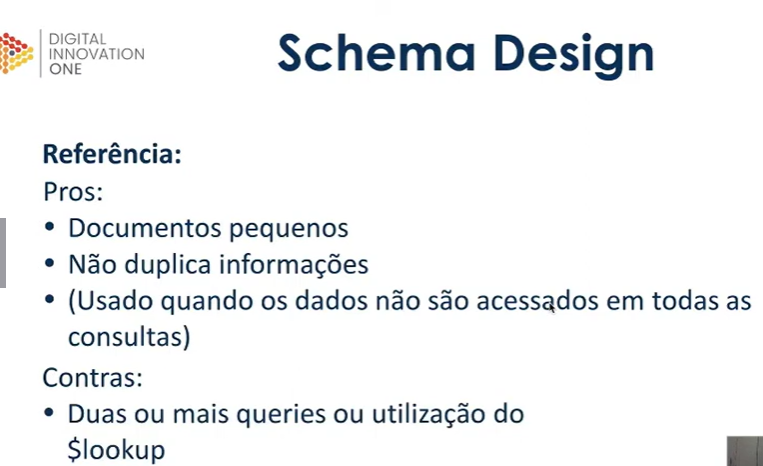 DIGITAL
INNOVATION
ONE
Schema Design
Referência:
Pros:
• Documentos pequenos
• Não duplica informações
• (Usado quando os dados não são acessados em todas as
consultas)
Contras:
• Duas ou mais queries ou utilização do
$lookup